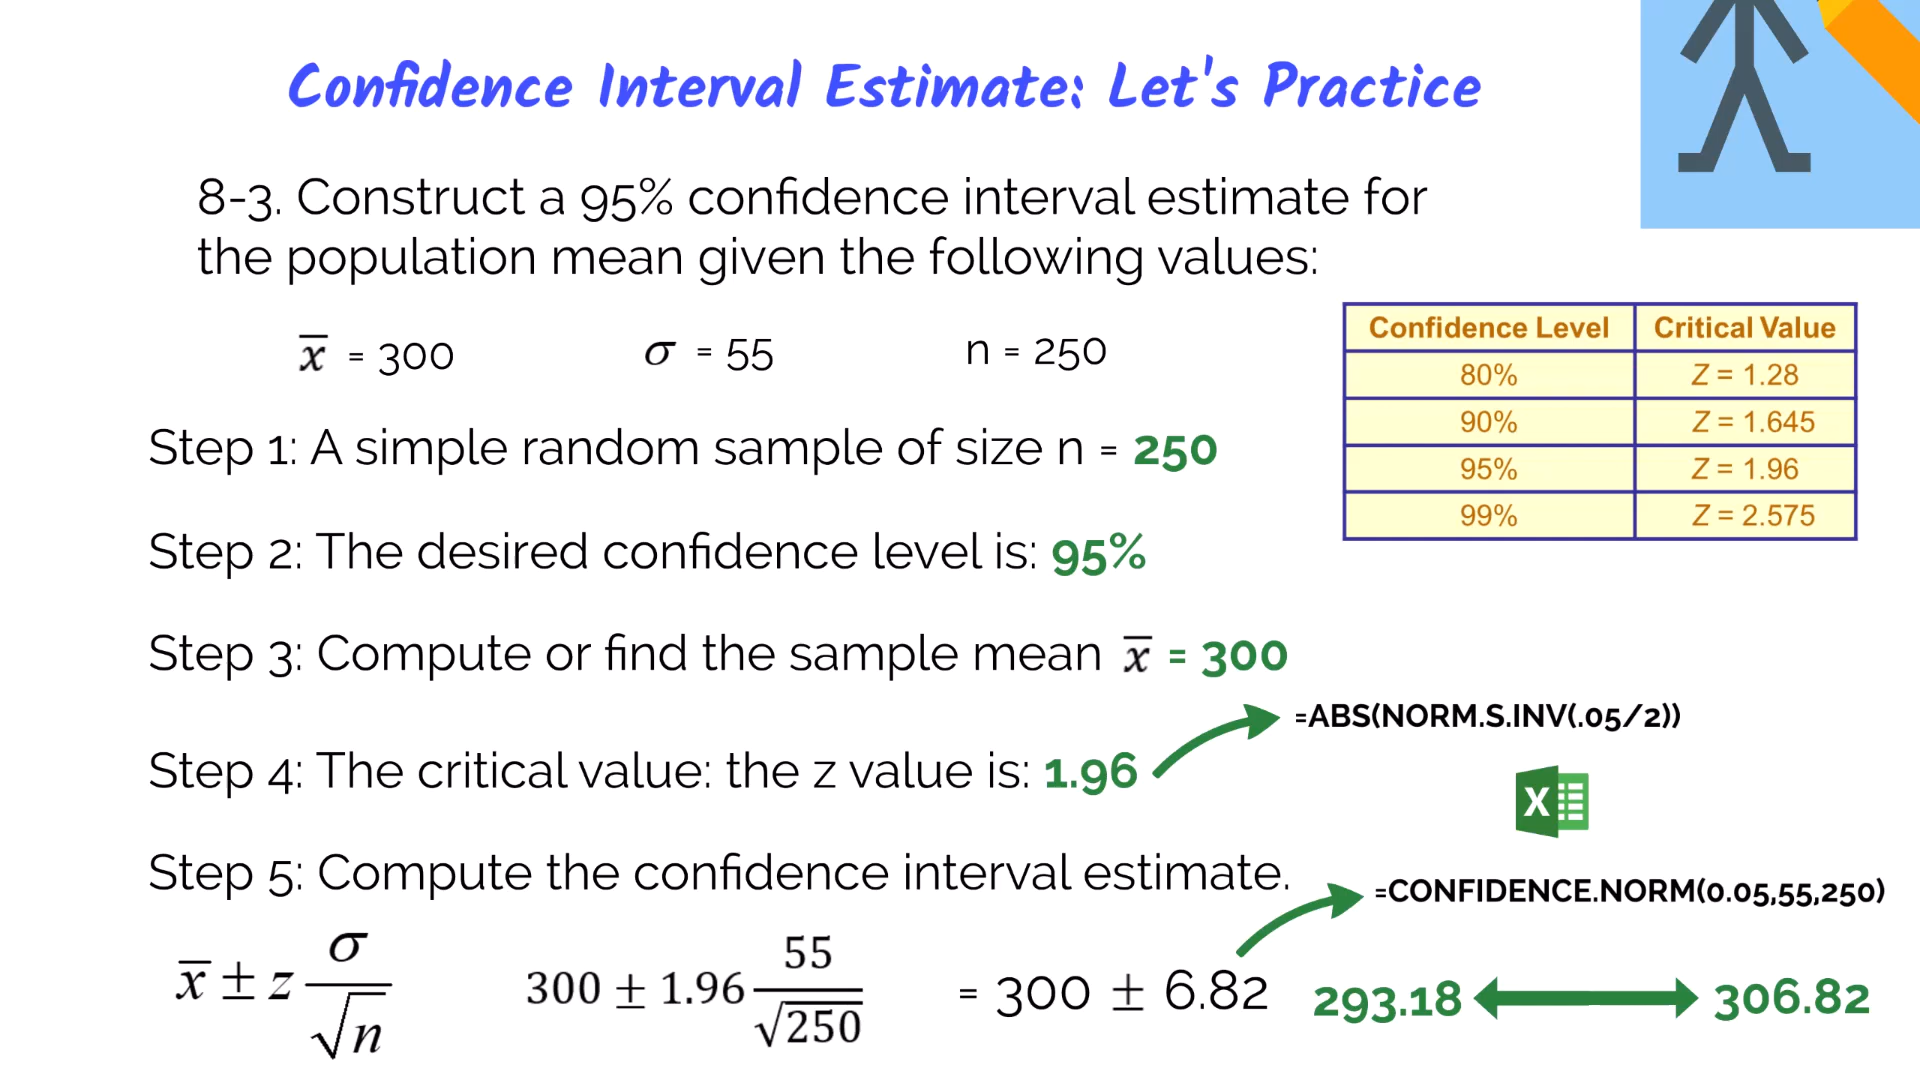 Confidence Interval Estimate: Let's Practice
8-3. Construct a 95% confidence interval estimate for
the population mean given the following values:
x̅ = 300 σ = 55 n = 250
Confidence Level Critical Value
80% Z = 1.28
90% Z = 1.645
95% Z = 1.96
99% Z = 2.575
Step 1: A simple random sample of size n = 250
Step 2: The desired confidence level is: 95%
Step 3: Compute or find the sample mean x̅ = 300
=ABS(NORM.S.INV(.05/2))
Step 4: The critical value: the z value is: 1.96
X
Step 5: Compute the confidence interval estimate.
=CONFIDENCE.NORM(0.05,55,250)
x̅ ± z σ/√n 300 ± 1.96 55/√250 = 300 ± 6.82 293.18 306.82